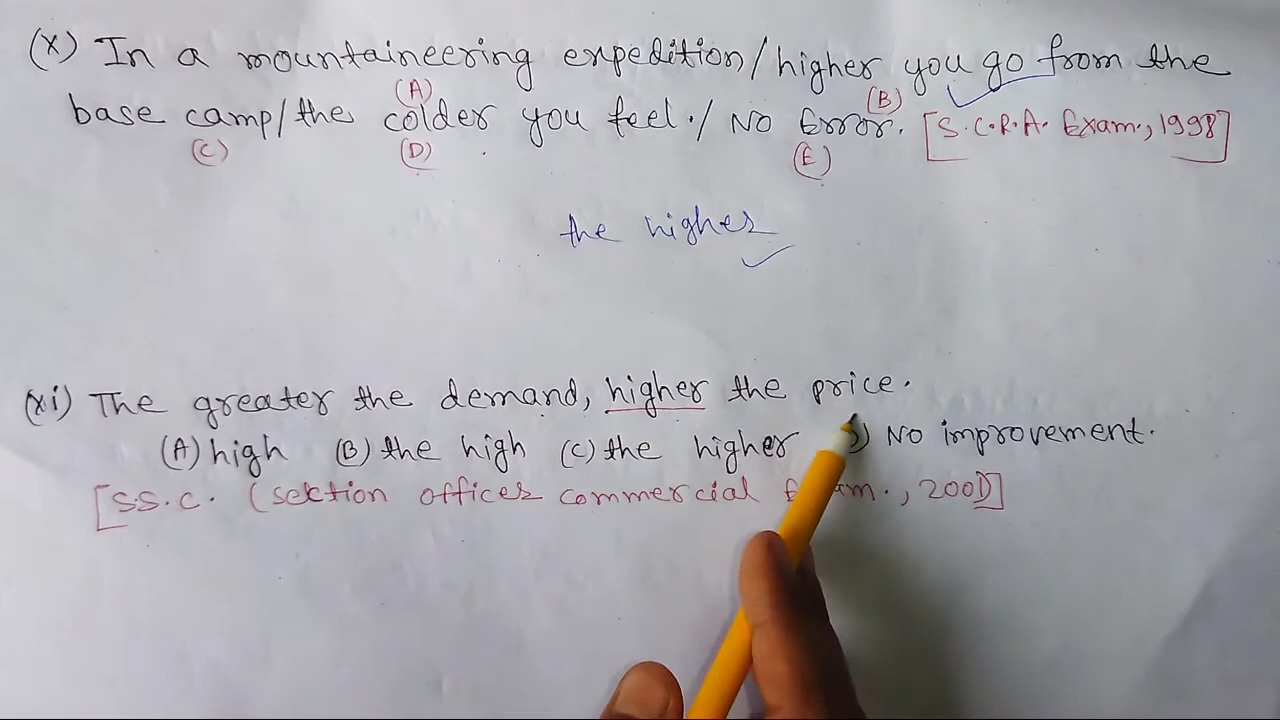 (x) In a mountaineering expedition/higher you go from the
(A) (B)
base camp/the colder you feel./ No Error. [S.C.R.A. Exam., 1998]
(C) (D) (E)
the higher
(xi) The greater the demand, higher the price.
(A) high (B) the high (C) the higher ) No improvement.
[S.S.C. (section officer commercial